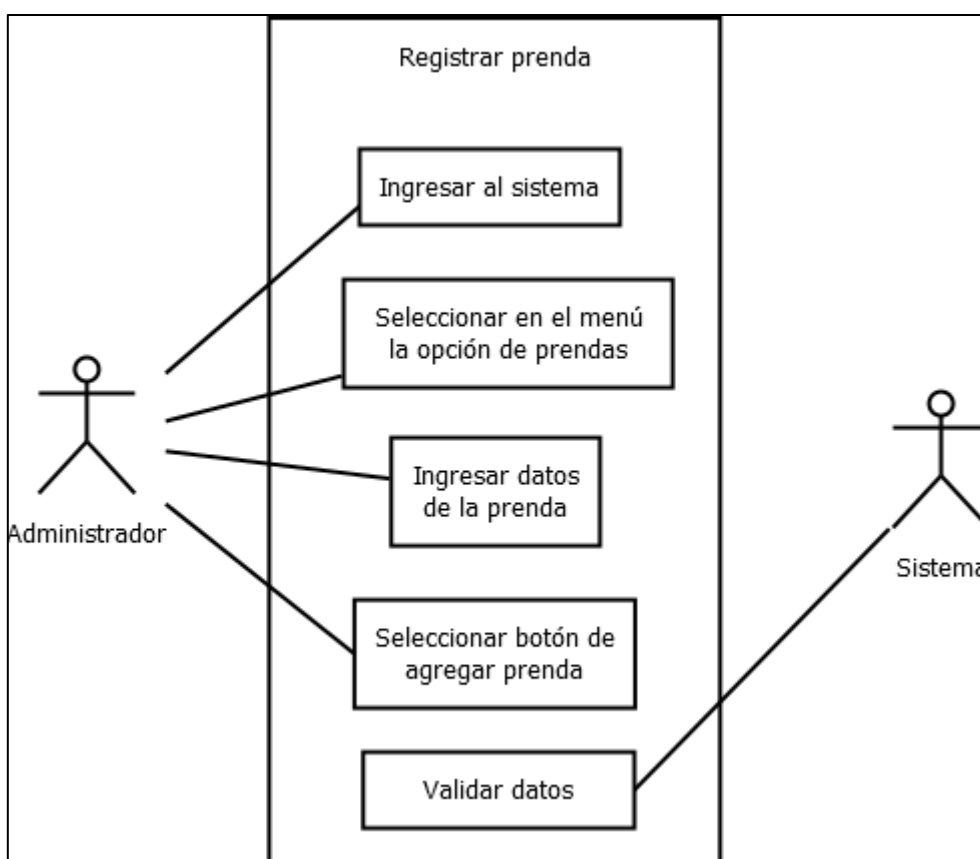 Registrar prenda
Ingresar al sistema
Seleccionar en el menú
la opción de prendas
Ingresar datos
de la prenda
Administrador
Sistema
Seleccionar botón de
agregar prenda
Validar datos